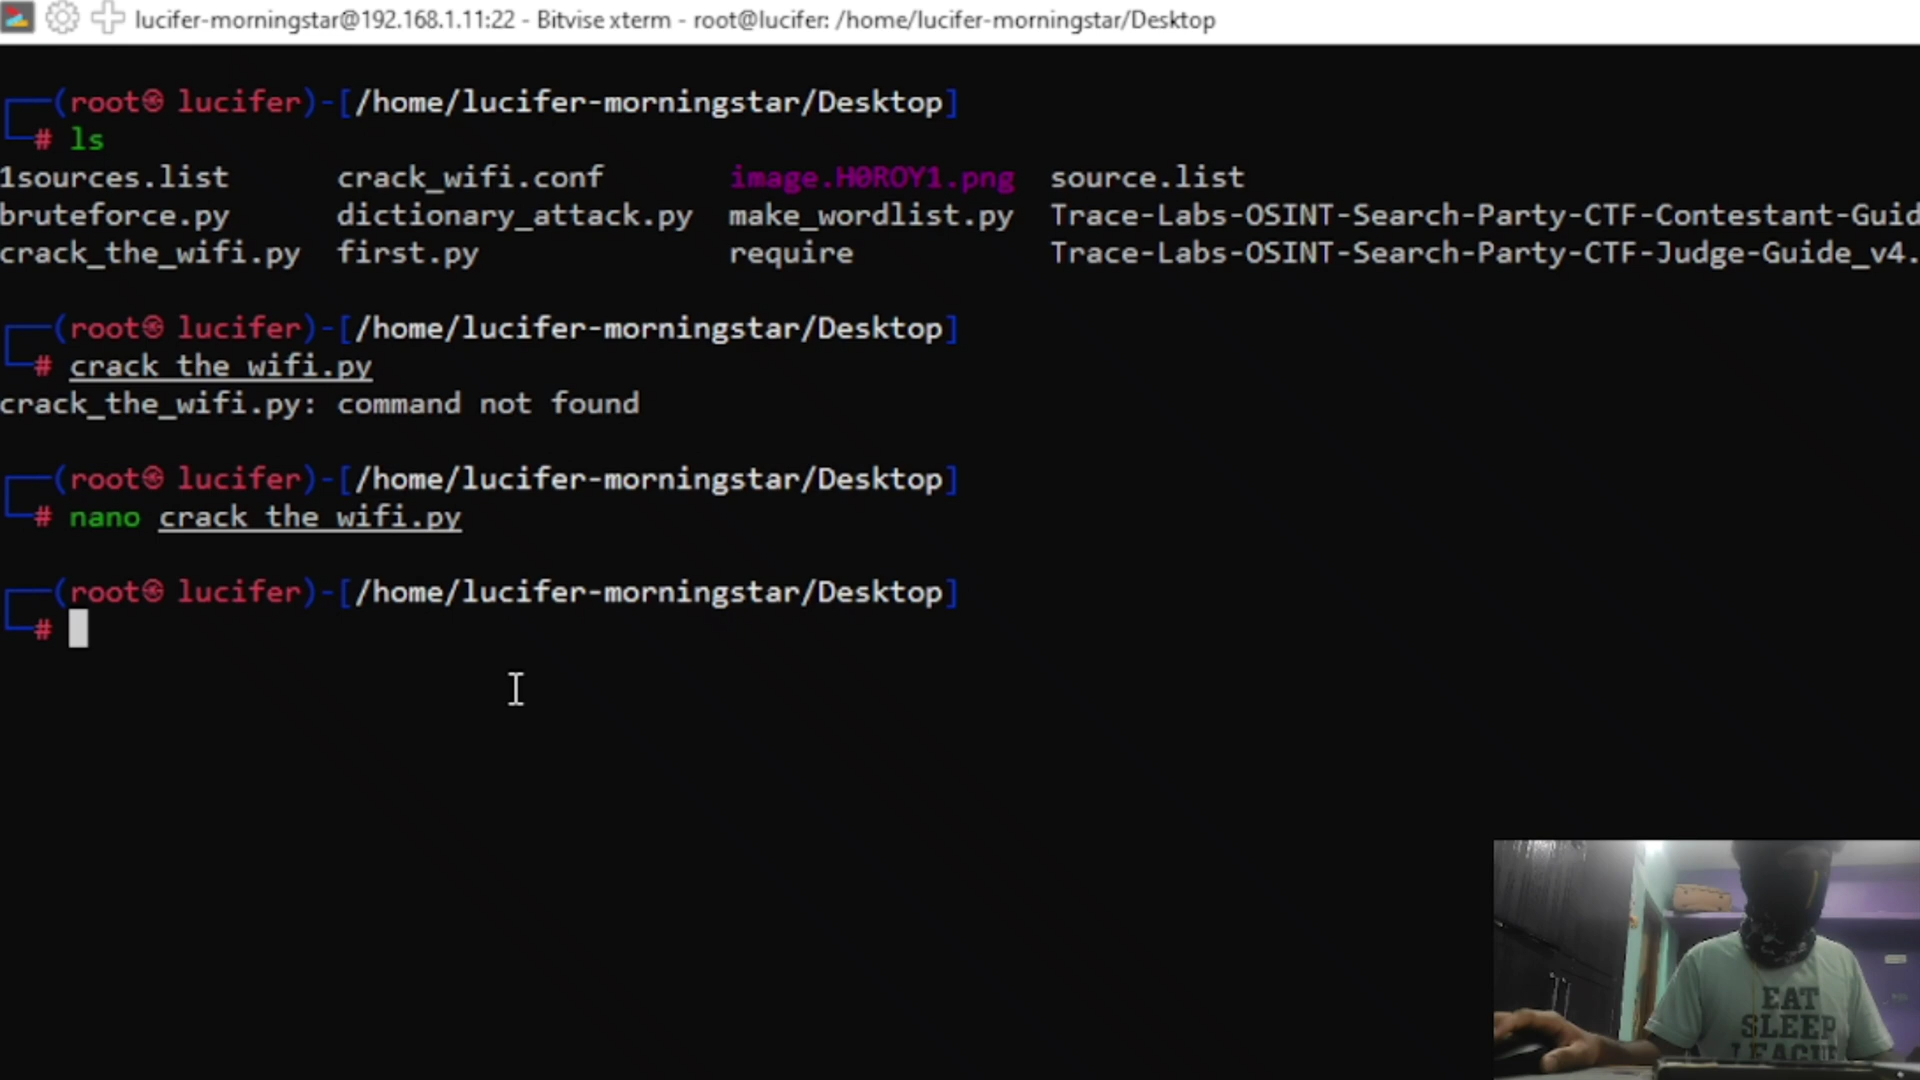 lucifer-morningstar@192.168.1.11:22 - Bitvise xterm - root@lucifer: /home/lucifer-morningstar/Desktop
(root㉿ lucifer)-[/home/lucifer-morningstar/Desktop]
# ls
1sources.list crack_wifi.conf image.H0ROY1.png source.list
bruteforce.py dictionary_attack.py make_wordlist.py Trace-Labs-OSINT-Search-Party-CTF-Contestant-Guid
crack_the_wifi.py first.py require Trace-Labs-OSINT-Search-Party-CTF-Judge-Guide_v4.
(root㉿ lucifer)-[/home/lucifer-morningstar/Desktop]
# crack_the_wifi.py
crack_the_wifi.py: command not found
(root㉿ lucifer)-[/home/lucifer-morningstar/Desktop]
# nano crack_the_wifi.py
(root㉿ lucifer)-[/home/lucifer-morningstar/Desktop]
#
EAT
SLEEP
LEAGUE